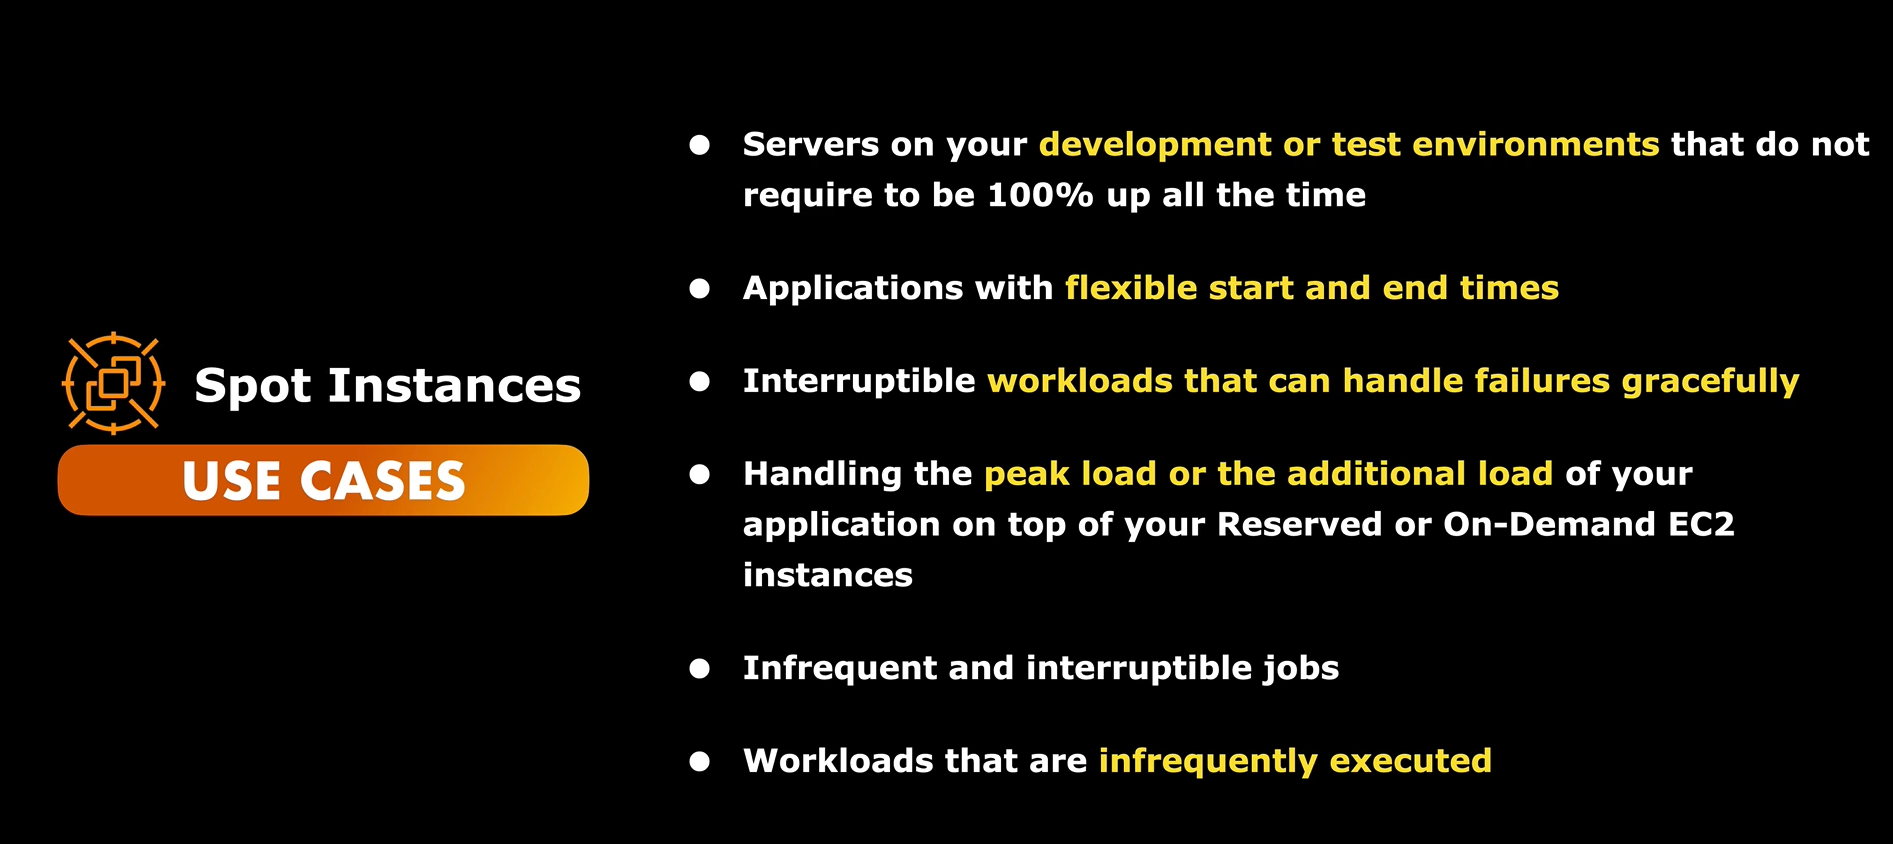 Spot Instances
USE CASES
● Servers on your development or test environments that do not
require to be 100% up all the time
● Applications with flexible start and end times
● Interruptible workloads that can handle failures gracefully
● Handling the peak load or the additional load of your
application on top of your Reserved or On-Demand EC2
instances
● Infrequent and interruptible jobs
● Workloads that are infrequently executed